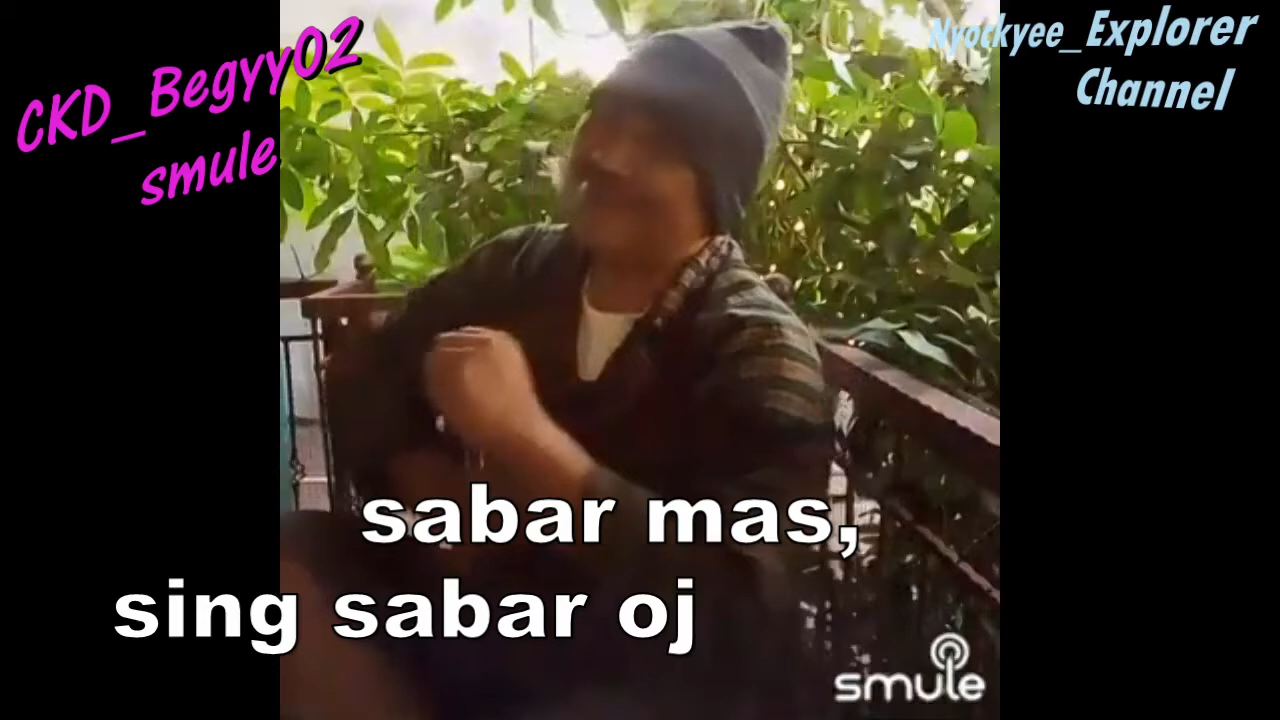 CKD_Begyy02
smule
Nyockyee_Explorer
Channel
sabar mas,
sing sabar oj
smule